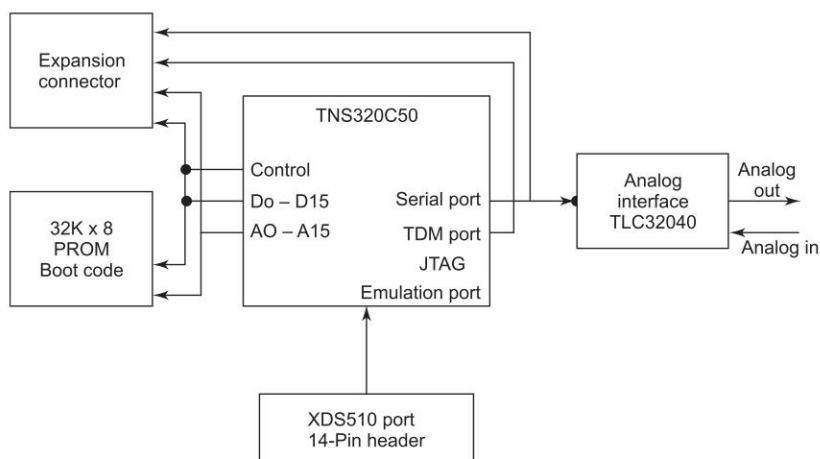 Expansion
connector
TNS320C50
Control
Do – D15
AO – A15
Serial port
TDM port
JTAG
Emulation port
Analog
interface
TLC32040
Analog
out
Analog in
32K x 8
PROM
Boot code
XDS510 port
14-Pin header